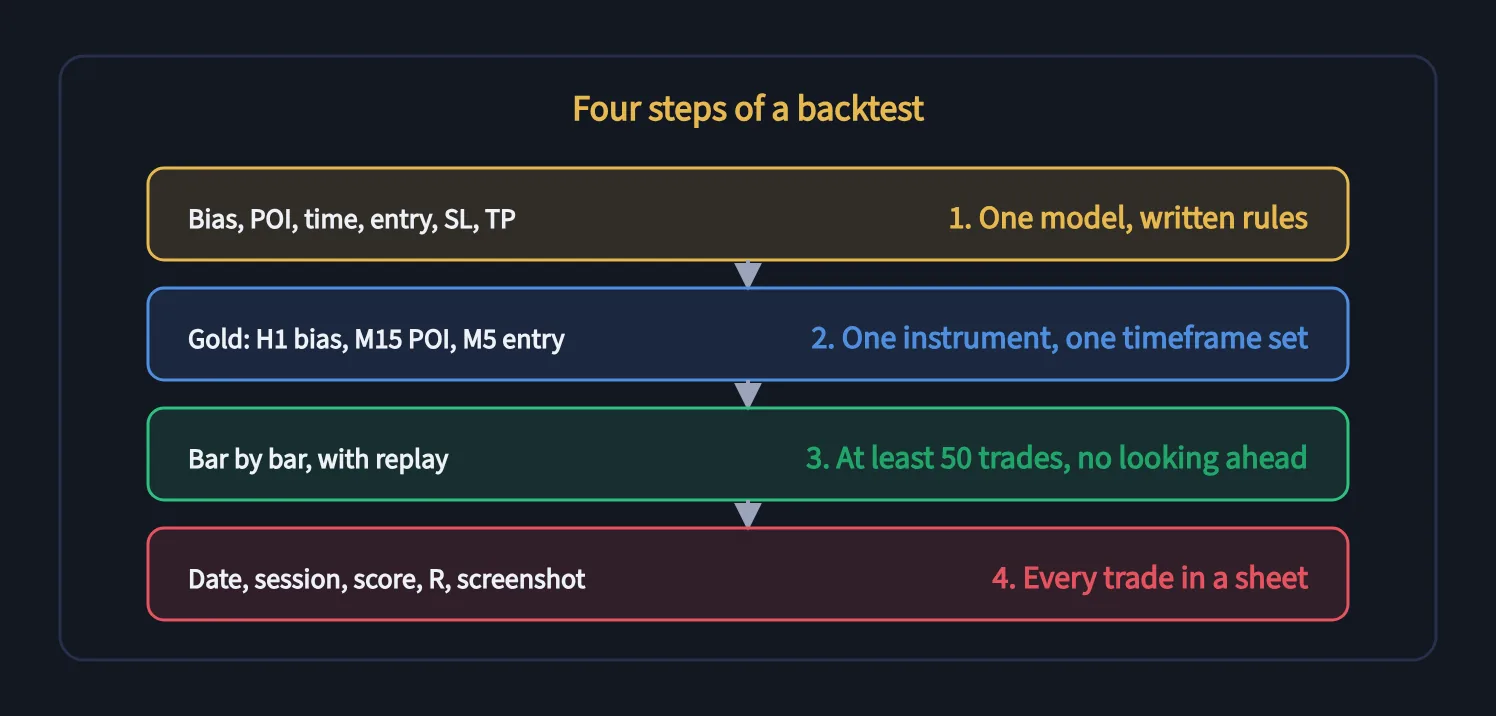 Four steps of a backtest
Bias, POI, time, entry, SL, TP
1. One model, written rules
Gold: H1 bias, M15 POI, M5 entry
2. One instrument, one timeframe set
Bar by bar, with replay
3. At least 50 trades, no looking ahead
Date, session, score, R, screenshot
4. Every trade in a sheet